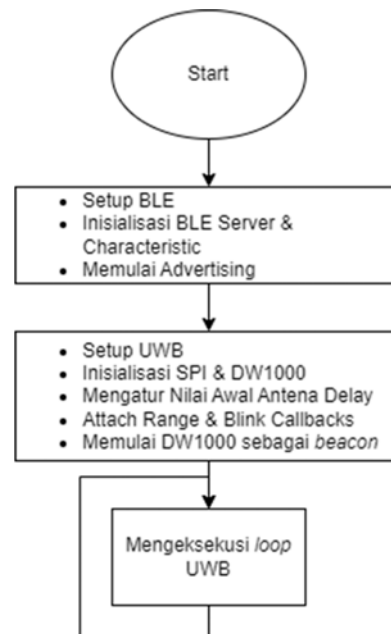 Start
• Setup BLE
• Inisialisasi BLE Server &
Characteristic
• Memulai Advertising
• Setup UWB
• Inisialisasi SPI & DW1000
• Mengatur Nilai Awal Antena Delay
• Attach Range & Blink Callbacks
• Memulai DW1000 sebagai beacon
Mengeksekusi loop
UWB